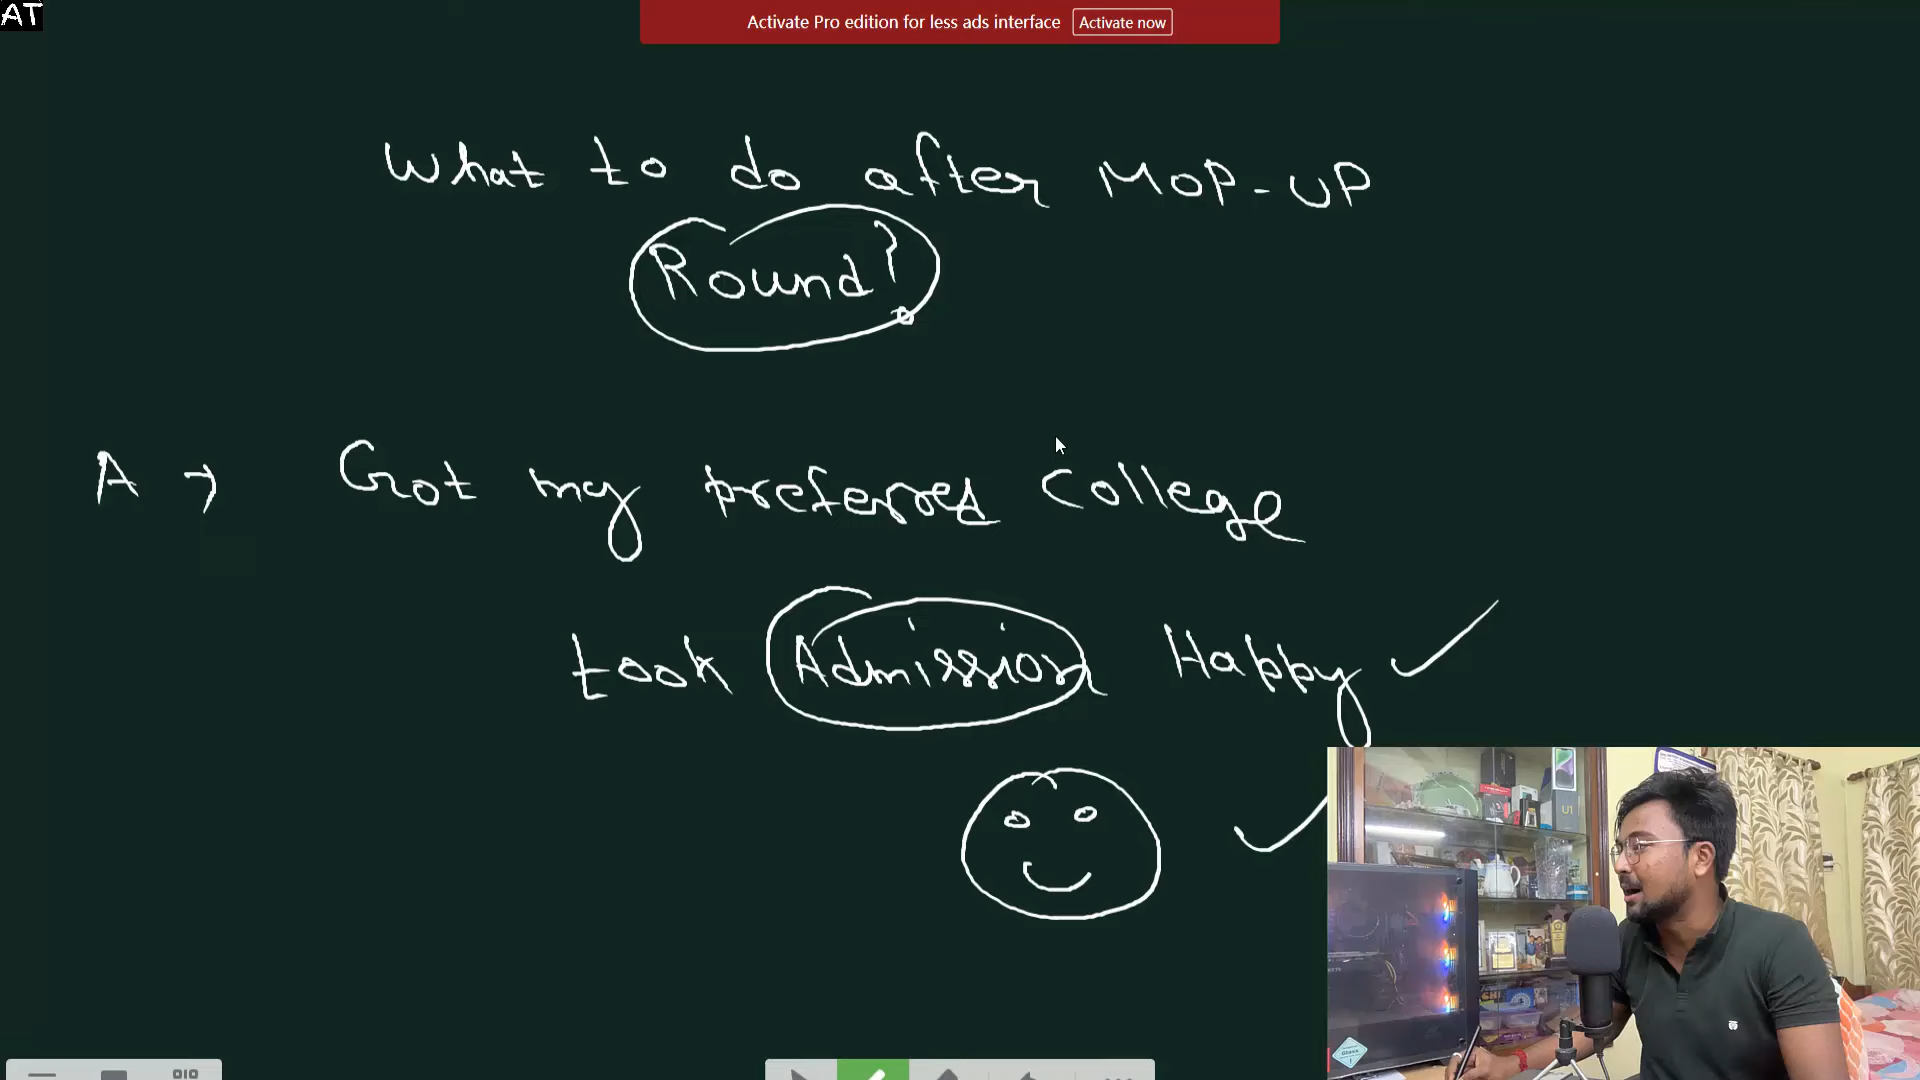 AT
Activate Pro edition for less ads interface Activate now
What to do after MOP-UP
Round?
A → Got my preferred College
took Admission Happy
U1